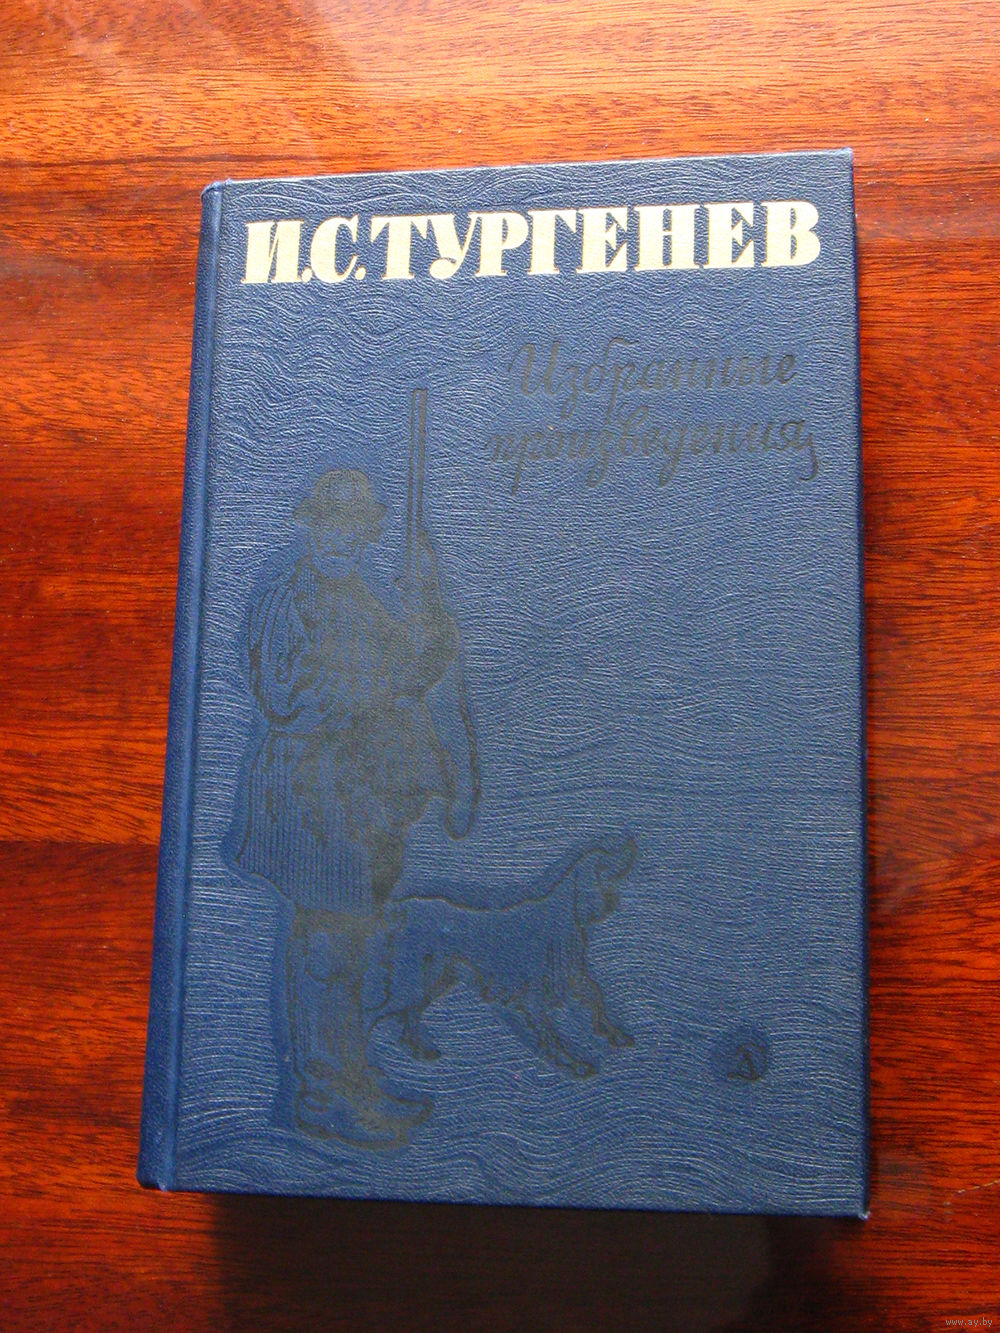 И.С.ТУРГЕНЕВ
Избранные
произведения
Д
www.ay.by